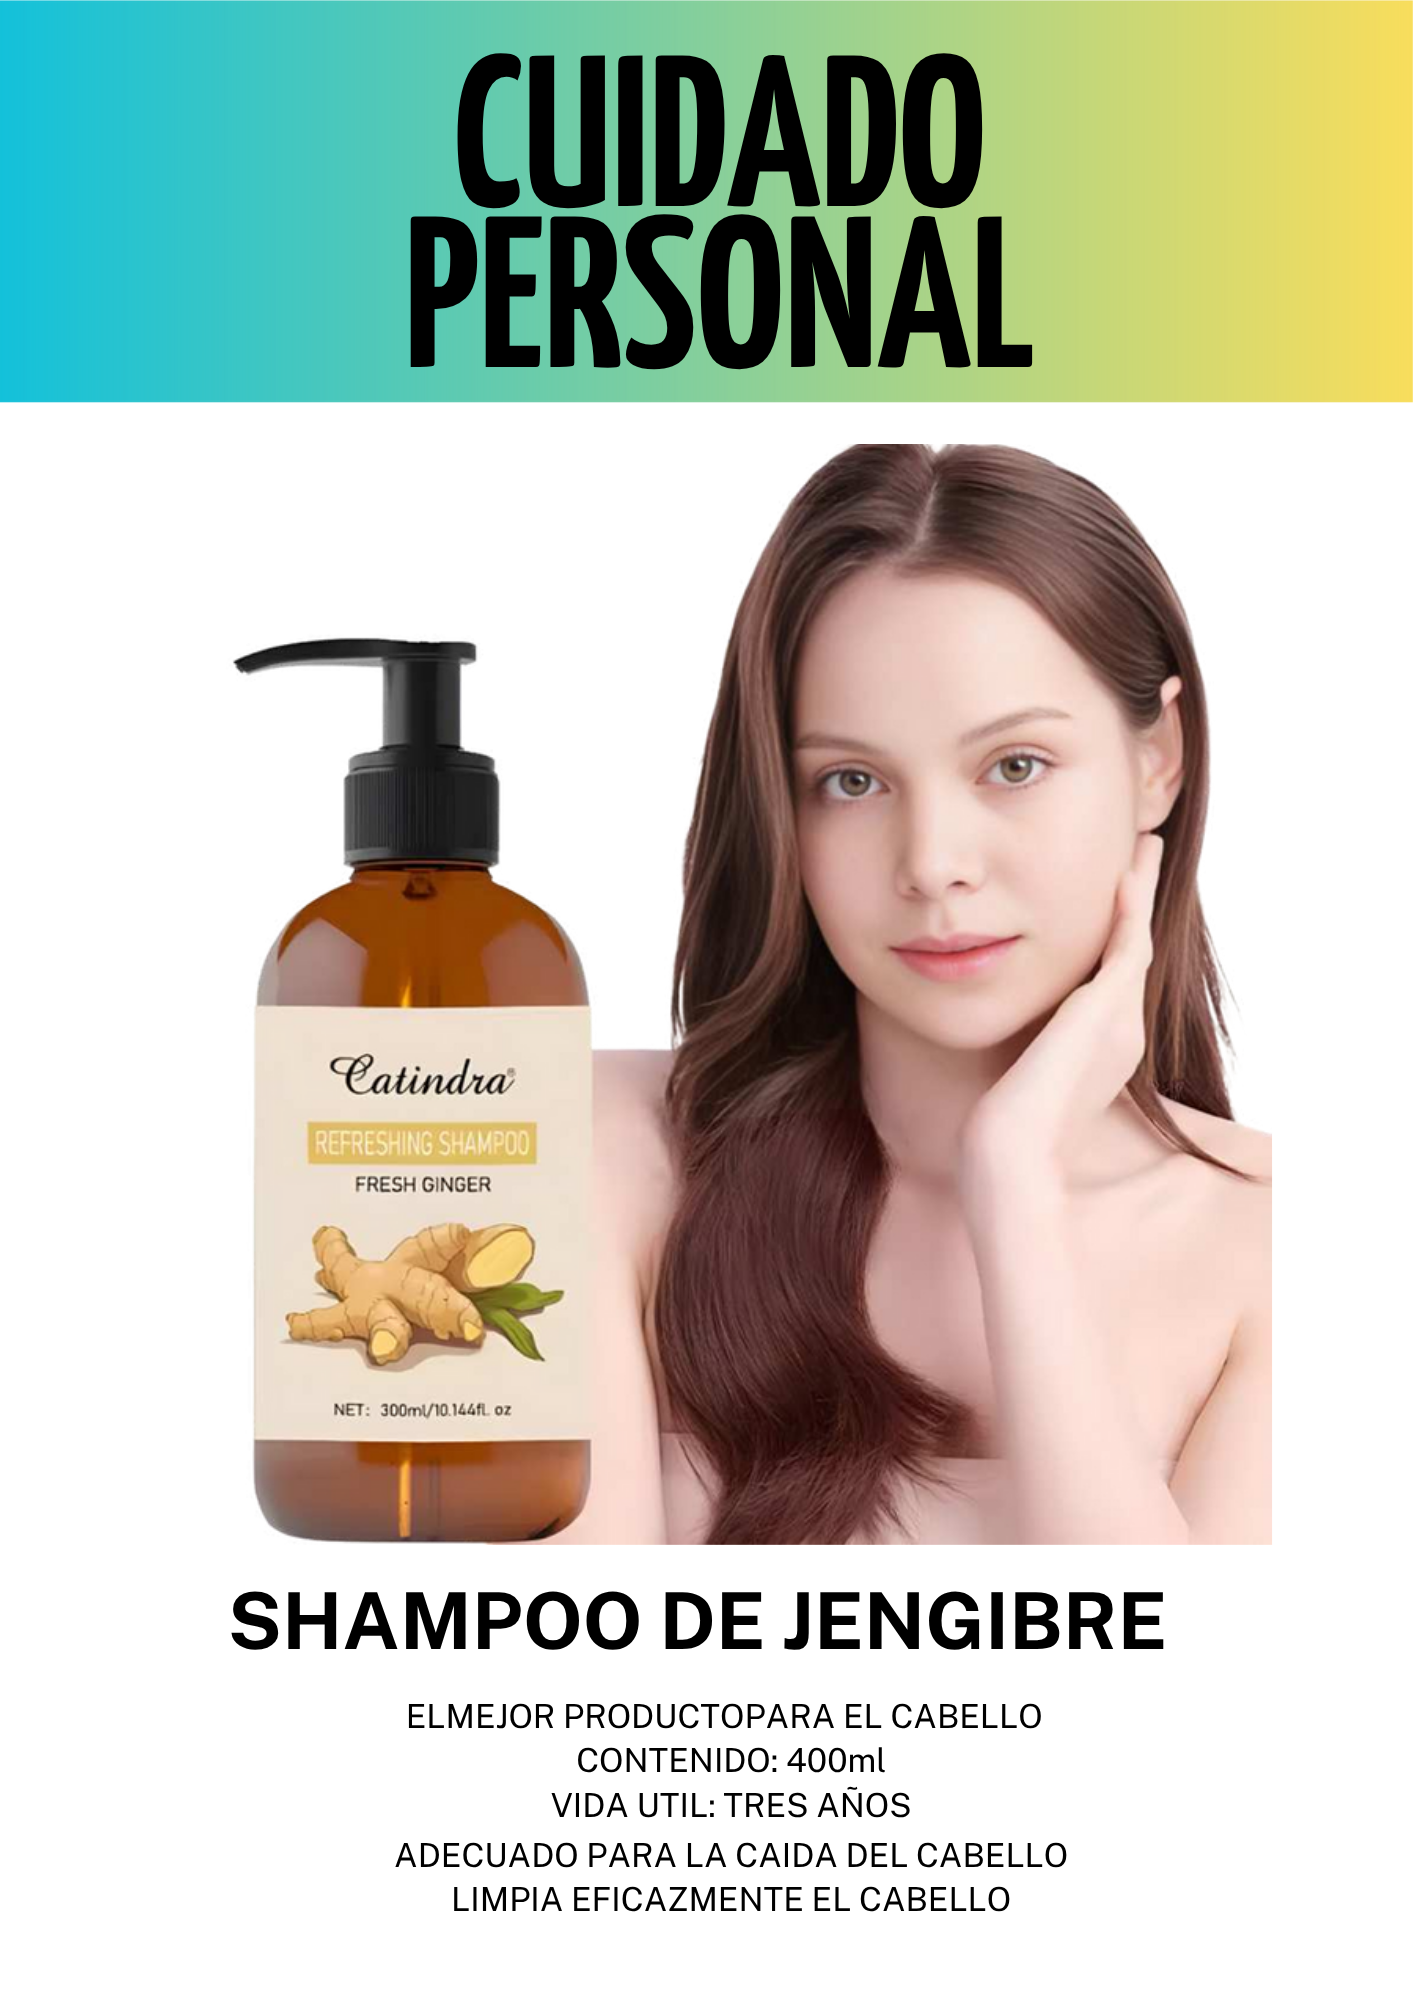 CUIDADO
PERSONAL
Catindra®
REFRESHING SHAMPOO
FRESH GINGER
NET: 300ml/10.144fl. oz
SHAMPOO DE JENGIBRE
ELMEJOR PRODUCTOPARA EL CABELLO
CONTENIDO: 400ml
VIDA UTIL: TRES AÑOS
ADECUADO PARA LA CAIDA DEL CABELLO
LIMPIA EFICAZMENTE EL CABELLO